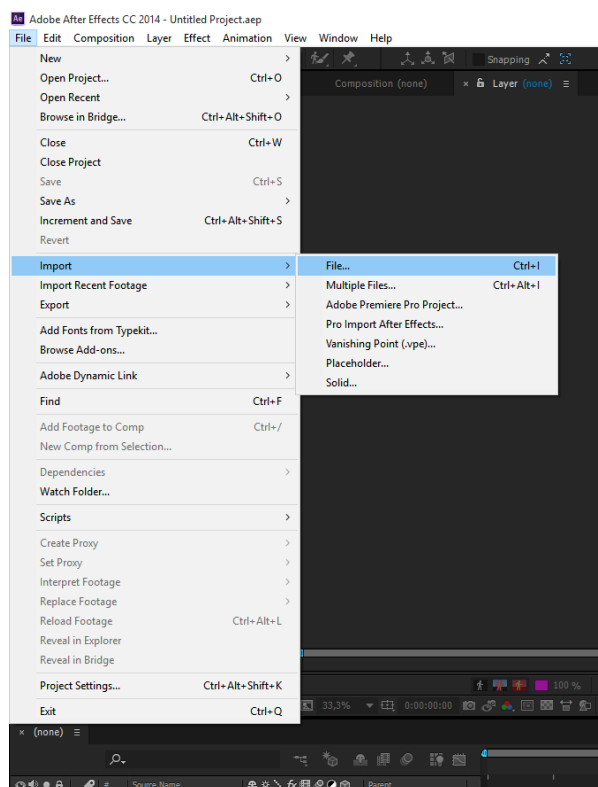 Ae Adobe After Effects CC 2014 - Untitled Project.aep
File Edit Composition Layer Effect Animation View Window Help
New
Snapping
Open Project... Ctrl+O
Composition (none) × Layer (none)
Open Recent
Browse in Bridge... Ctrl+Alt+Shift+O
Close Ctrl+W
Close Project
Save Ctrl+S
Save As
Increment and Save Ctrl+Alt+Shift+S
Revert
Import
File... Ctrl+I
Import Recent Footage
Multiple Files... Ctrl+Alt+I
Export
Adobe Premiere Pro Project...
Pro Import After Effects...
Add Fonts from Typekit...
Vanishing Point (.vpe)...
Browse Add-ons...
Placeholder...
Adobe Dynamic Link
Solid...
Find Ctrl+F
Add Footage to Comp Ctrl+/
New Comp from Selection...
Dependencies
Watch Folder...
Scripts
Create Proxy
Set Proxy
Interpret Footage
Replace Footage
Reload Footage Ctrl+Alt+L
Reveal in Explorer
Reveal in Bridge
Project Settings... Ctrl+Alt+Shift+K
100 %
Exit Ctrl+Q
33,3% 0:00:00:00
× (none)
# Source Name fx Parent